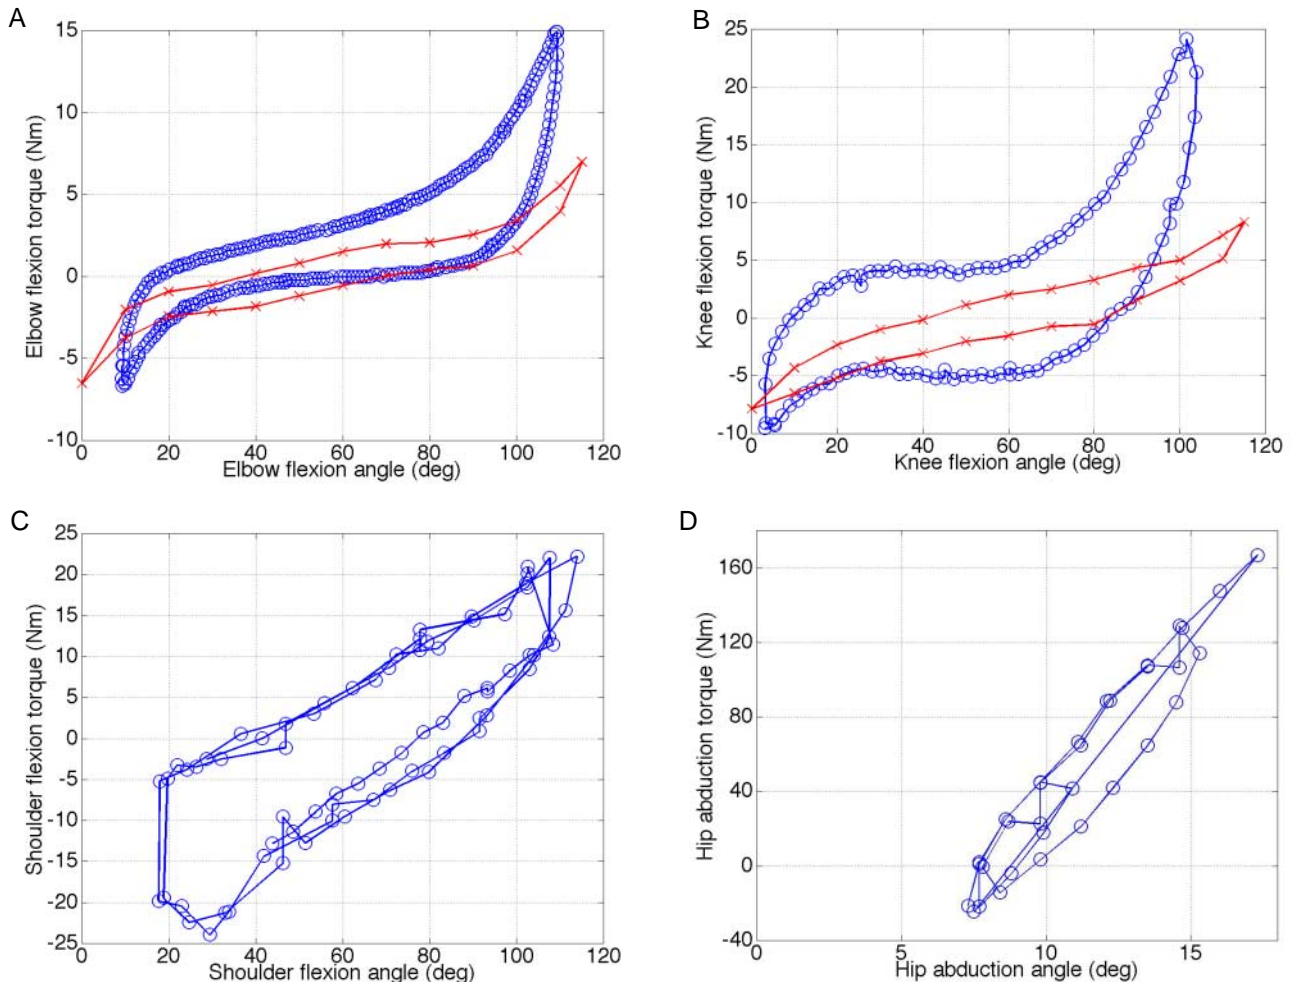 A
Elbow flexion torque (Nm)
15
10
5
0
-5
-10
0 20 40 60 80 100 120
Elbow flexion angle (deg)
B
Knee flexion torque (Nm)
25
20
15
10
5
0
-5
-10
0 20 40 60 80 100 120
Knee flexion angle (deg)
C
Shoulder flexion torque (Nm)
25
20
15
10
5
0
-5
-10
-15
-20
-25
0 20 40 60 80 100 120
Shoulder flexion angle (deg)
D
Hip abduction torque (Nm)
160
120
80
40
0
-40
0 5 10 15
Hip abduction angle (deg)